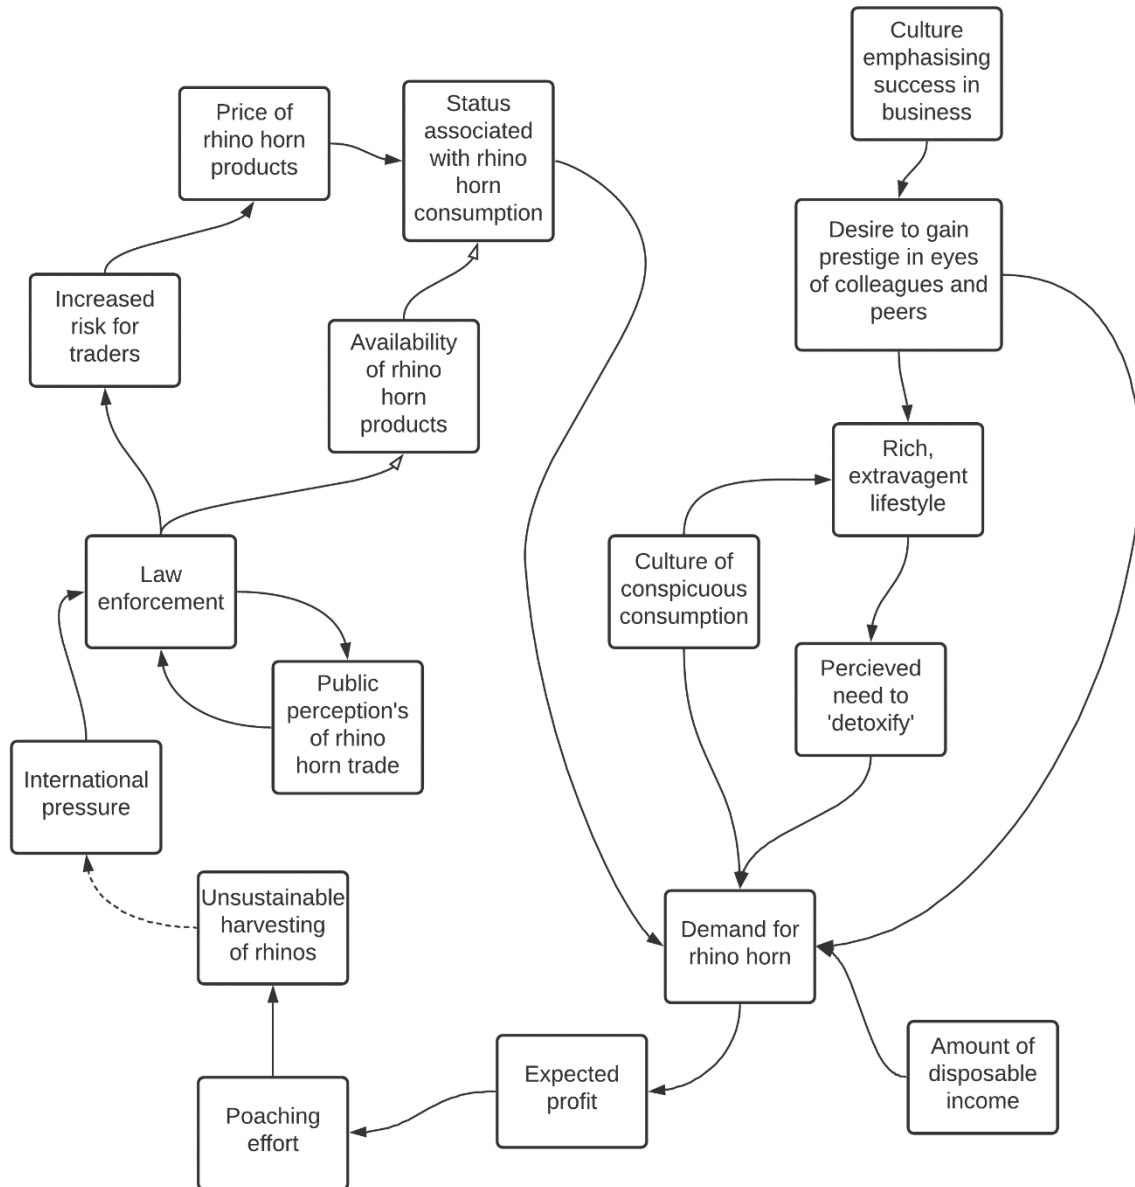 Culture
emphasising
success in
business
Price of
rhino horn
products
Status
associated
with rhino
horn
consumption
Desire to gain
prestige in eyes
of colleagues and
peers
Increased
risk for
traders
Availability
of rhino
horn
products
Rich,
extravagent
lifestyle
Law
enforcement
Culture of
conspicuous
consumption
Public
perception's
of rhino
horn trade
Percieved
need to
'detoxify'
International
pressure
Unsustainable
harvesting
of rhinos
Demand for
rhino horn
Expected
profit
Amount of
disposable
income
Poaching
effort